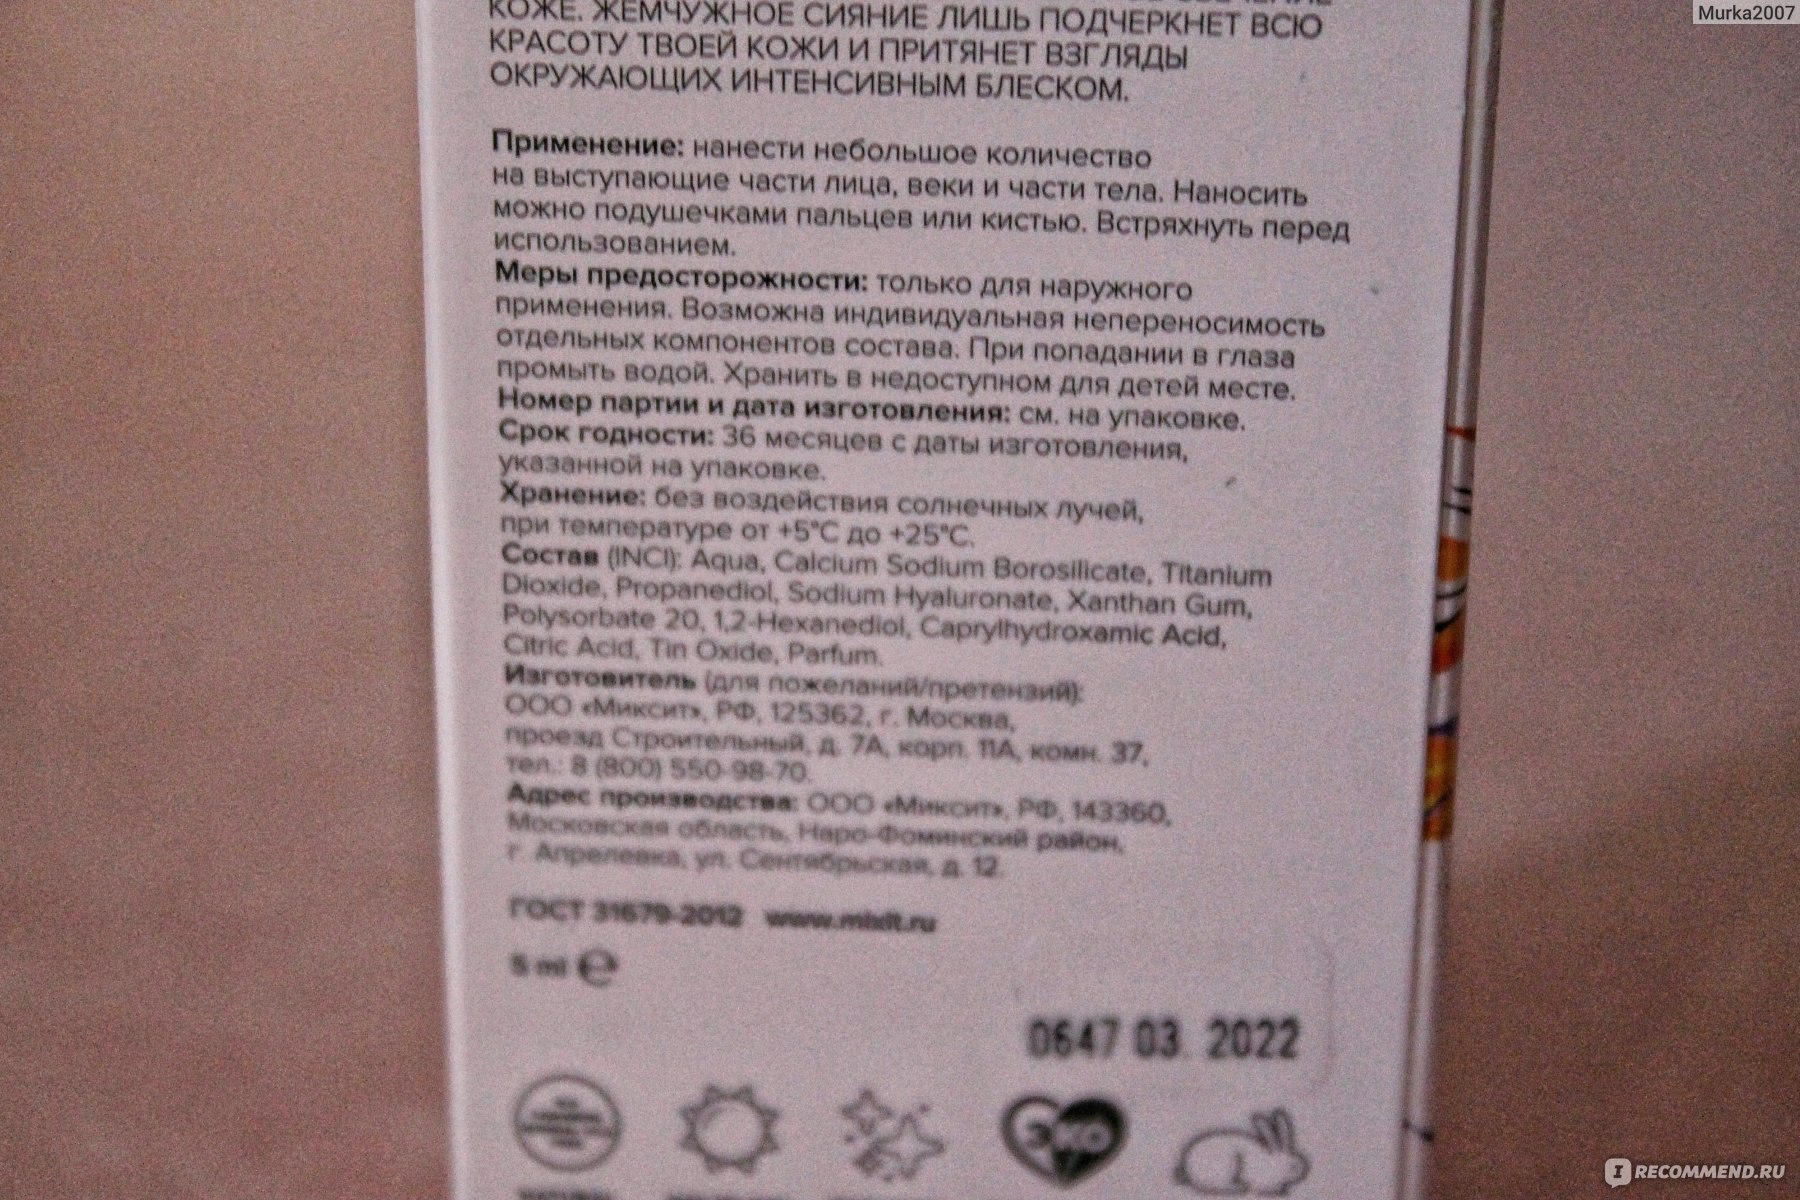 Murka2007
КОЖЕ. ЖЕМЧУЖНОЕ СИЯНИЕ ЛИШЬ ПОДЧЕРКНЕТ ВСЮ
КРАСОТУ ТВОЕЙ КОЖИ И ПРИТЯНЕТ ВЗГЛЯДЫ
ОКРУЖАЮЩИХ ИНТЕНСИВНЫМ БЛЕСКОМ.
Применение: нанести небольшое количество
на выступающие части лица, веки и части тела. Наносить
можно подушечками пальцев или кистью. Встряхнуть перед
использованием.
Меры предосторожности: только для наружного
применения. Возможна индивидуальная непереносимость
отдельных компонентов состава. При попадании в глаза
промыть водой. Хранить в недоступном для детей месте.
Номер партии и дата изготовления: см. на упаковке.
Срок годности: 36 месяцев с даты изготовления,
указанной на упаковке.
Хранение: без воздействия солнечных лучей,
при температуре от +5°C до +25°C.
Состав (INCI): Aqua, Calcium Sodium Borosilicate, Titanium
Dioxide, Propanediol, Sodium Hyaluronate, Xanthan Gum,
Polysorbate 20, 1,2-Hexanediol, Caprylhydroxamic Acid,
Citric Acid, Tin Oxide, Parfum.
Изготовитель (для пожеланий/претензий):
ООО «Миксит», РФ, 125362, г. Москва,
проезд Строительный, д. 7А, корп. 11А, комн. 37,
тел.: 8 (800) 550-98-70.
Адрес производства: ООО «Миксит», РФ, 143360,
Московская область, Наро-Фоминский район,
г. Апрелевка, ул. Сентябрьская, д. 12.
ГОСТ 31679-2012 www.mixit.ru
5 ml e
0647 03. 2022
ЭКО
IRECOMMEND.RU